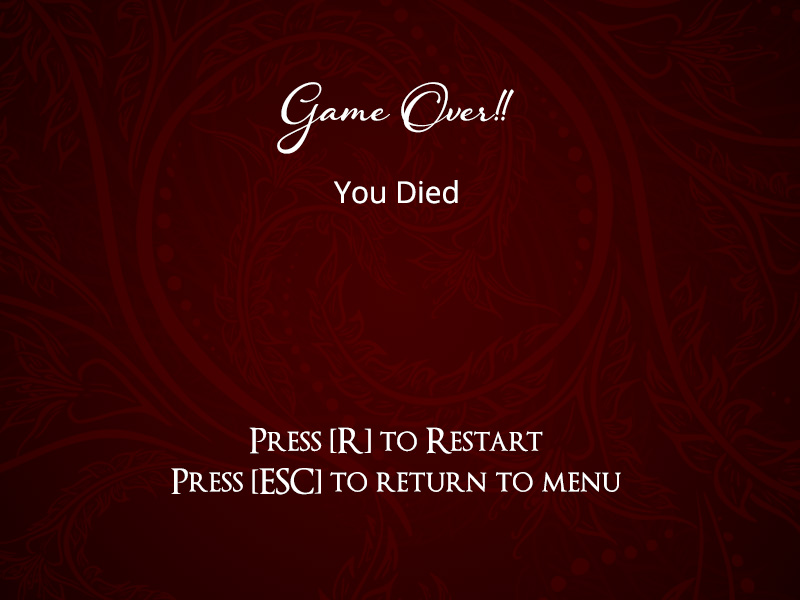 Game Over!!
You Died
Press [R] to Restart
Press [ESC] to return to menu